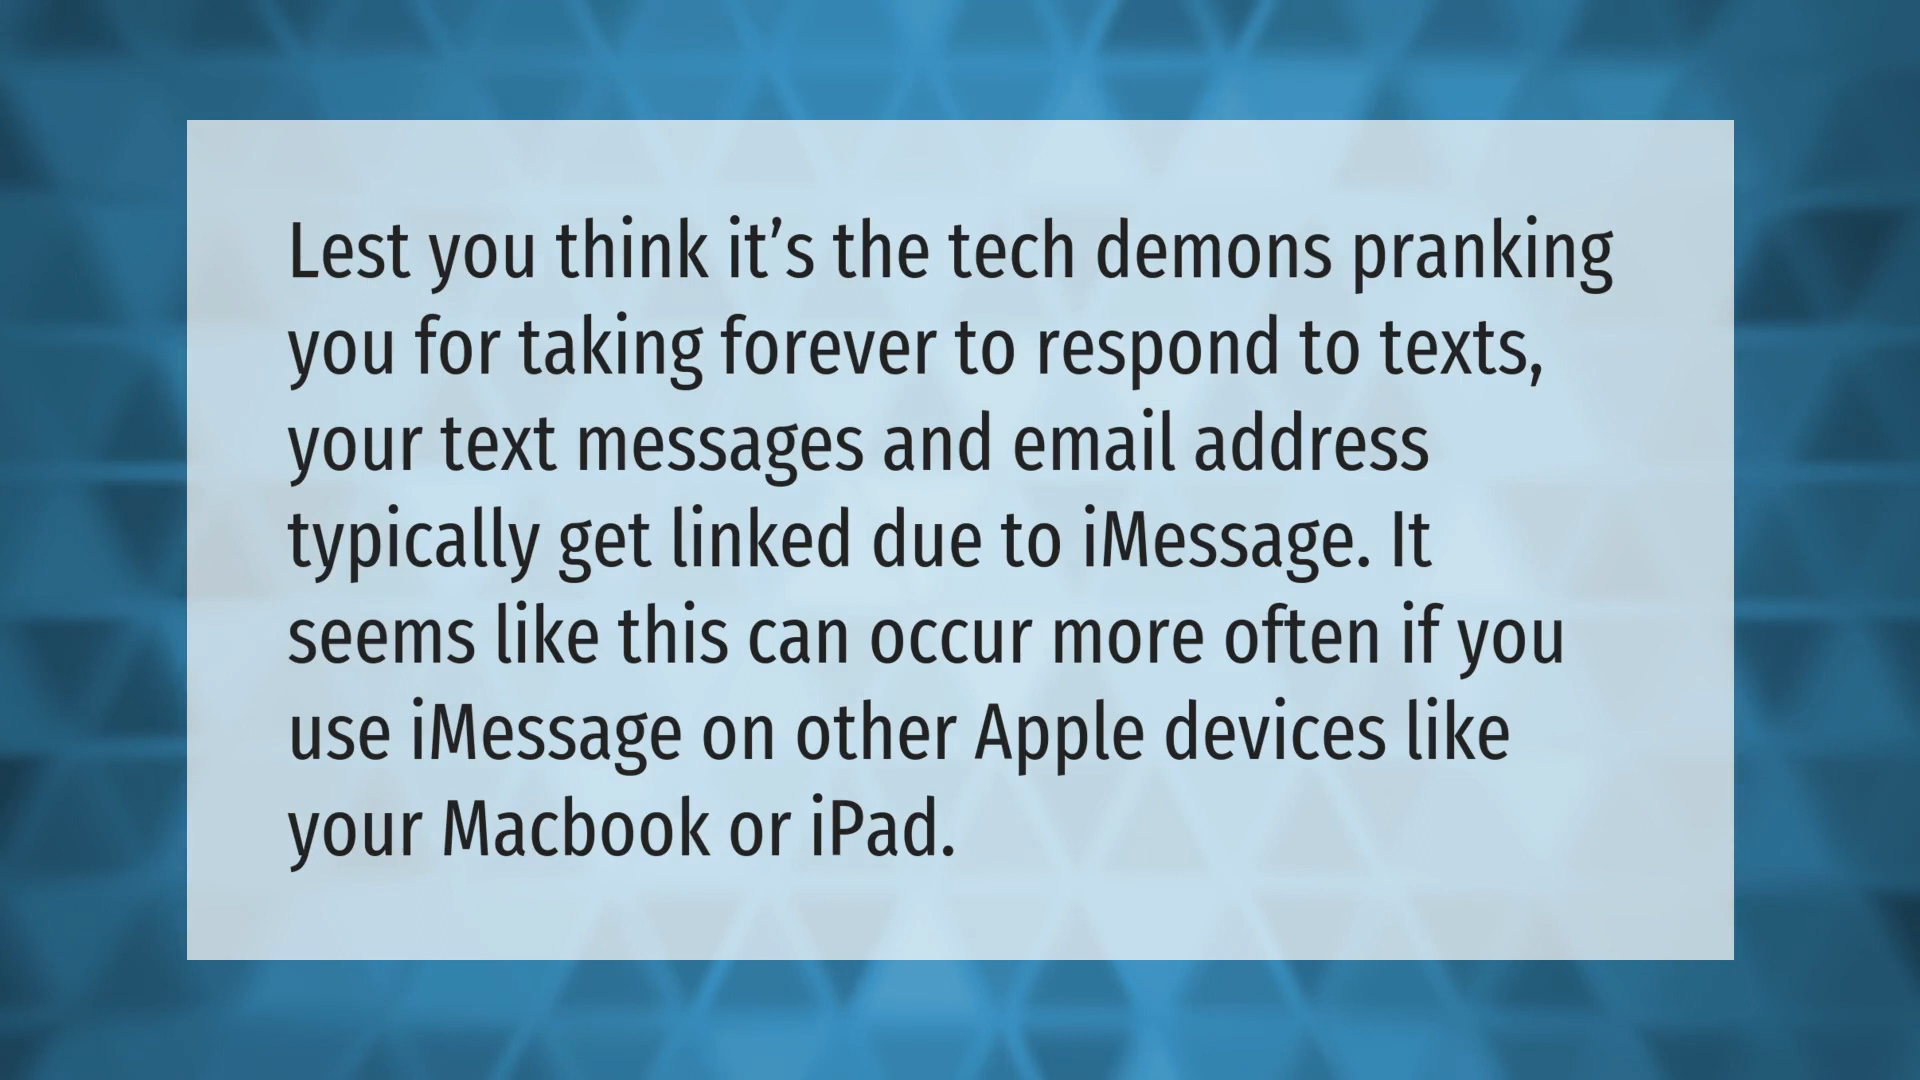 Lest you think it’s the tech demons pranking
you for taking forever to respond to texts,
your text messages and email address
typically get linked due to iMessage. It
seems like this can occur more often if you
use iMessage on other Apple devices like
your Macbook or iPad.